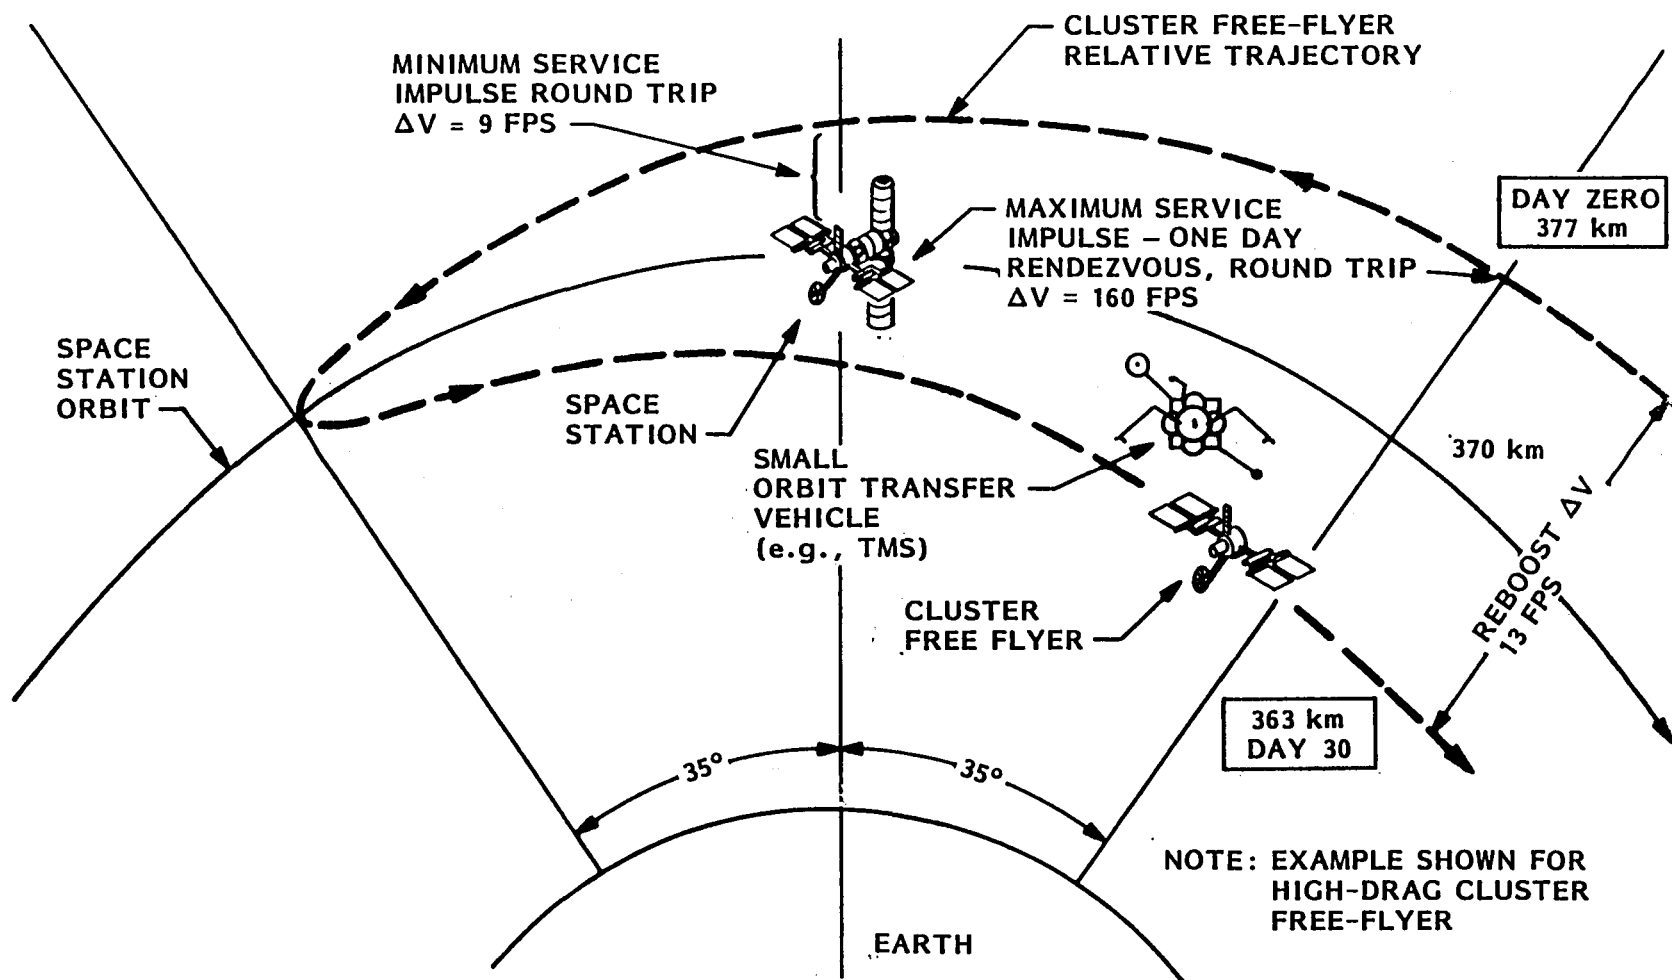 CLUSTER FREE-FLYER
RELATIVE TRAJECTORY
MINIMUM SERVICE
IMPULSE ROUND TRIP
ΔV = 9 FPS
DAY ZERO
377 km
MAXIMUM SERVICE
IMPULSE – ONE DAY
RENDEZVOUS, ROUND TRIP
ΔV = 160 FPS
SPACE
STATION
ORBIT
SPACE
STATION
370 km
SMALL
ORBIT TRANSFER
VEHICLE
(e.g., TMS)
REBOOST ΔV
13 FPS
CLUSTER
FREE FLYER
363 km
DAY 30
35°
35°
NOTE: EXAMPLE SHOWN FOR
HIGH-DRAG CLUSTER
FREE-FLYER
EARTH